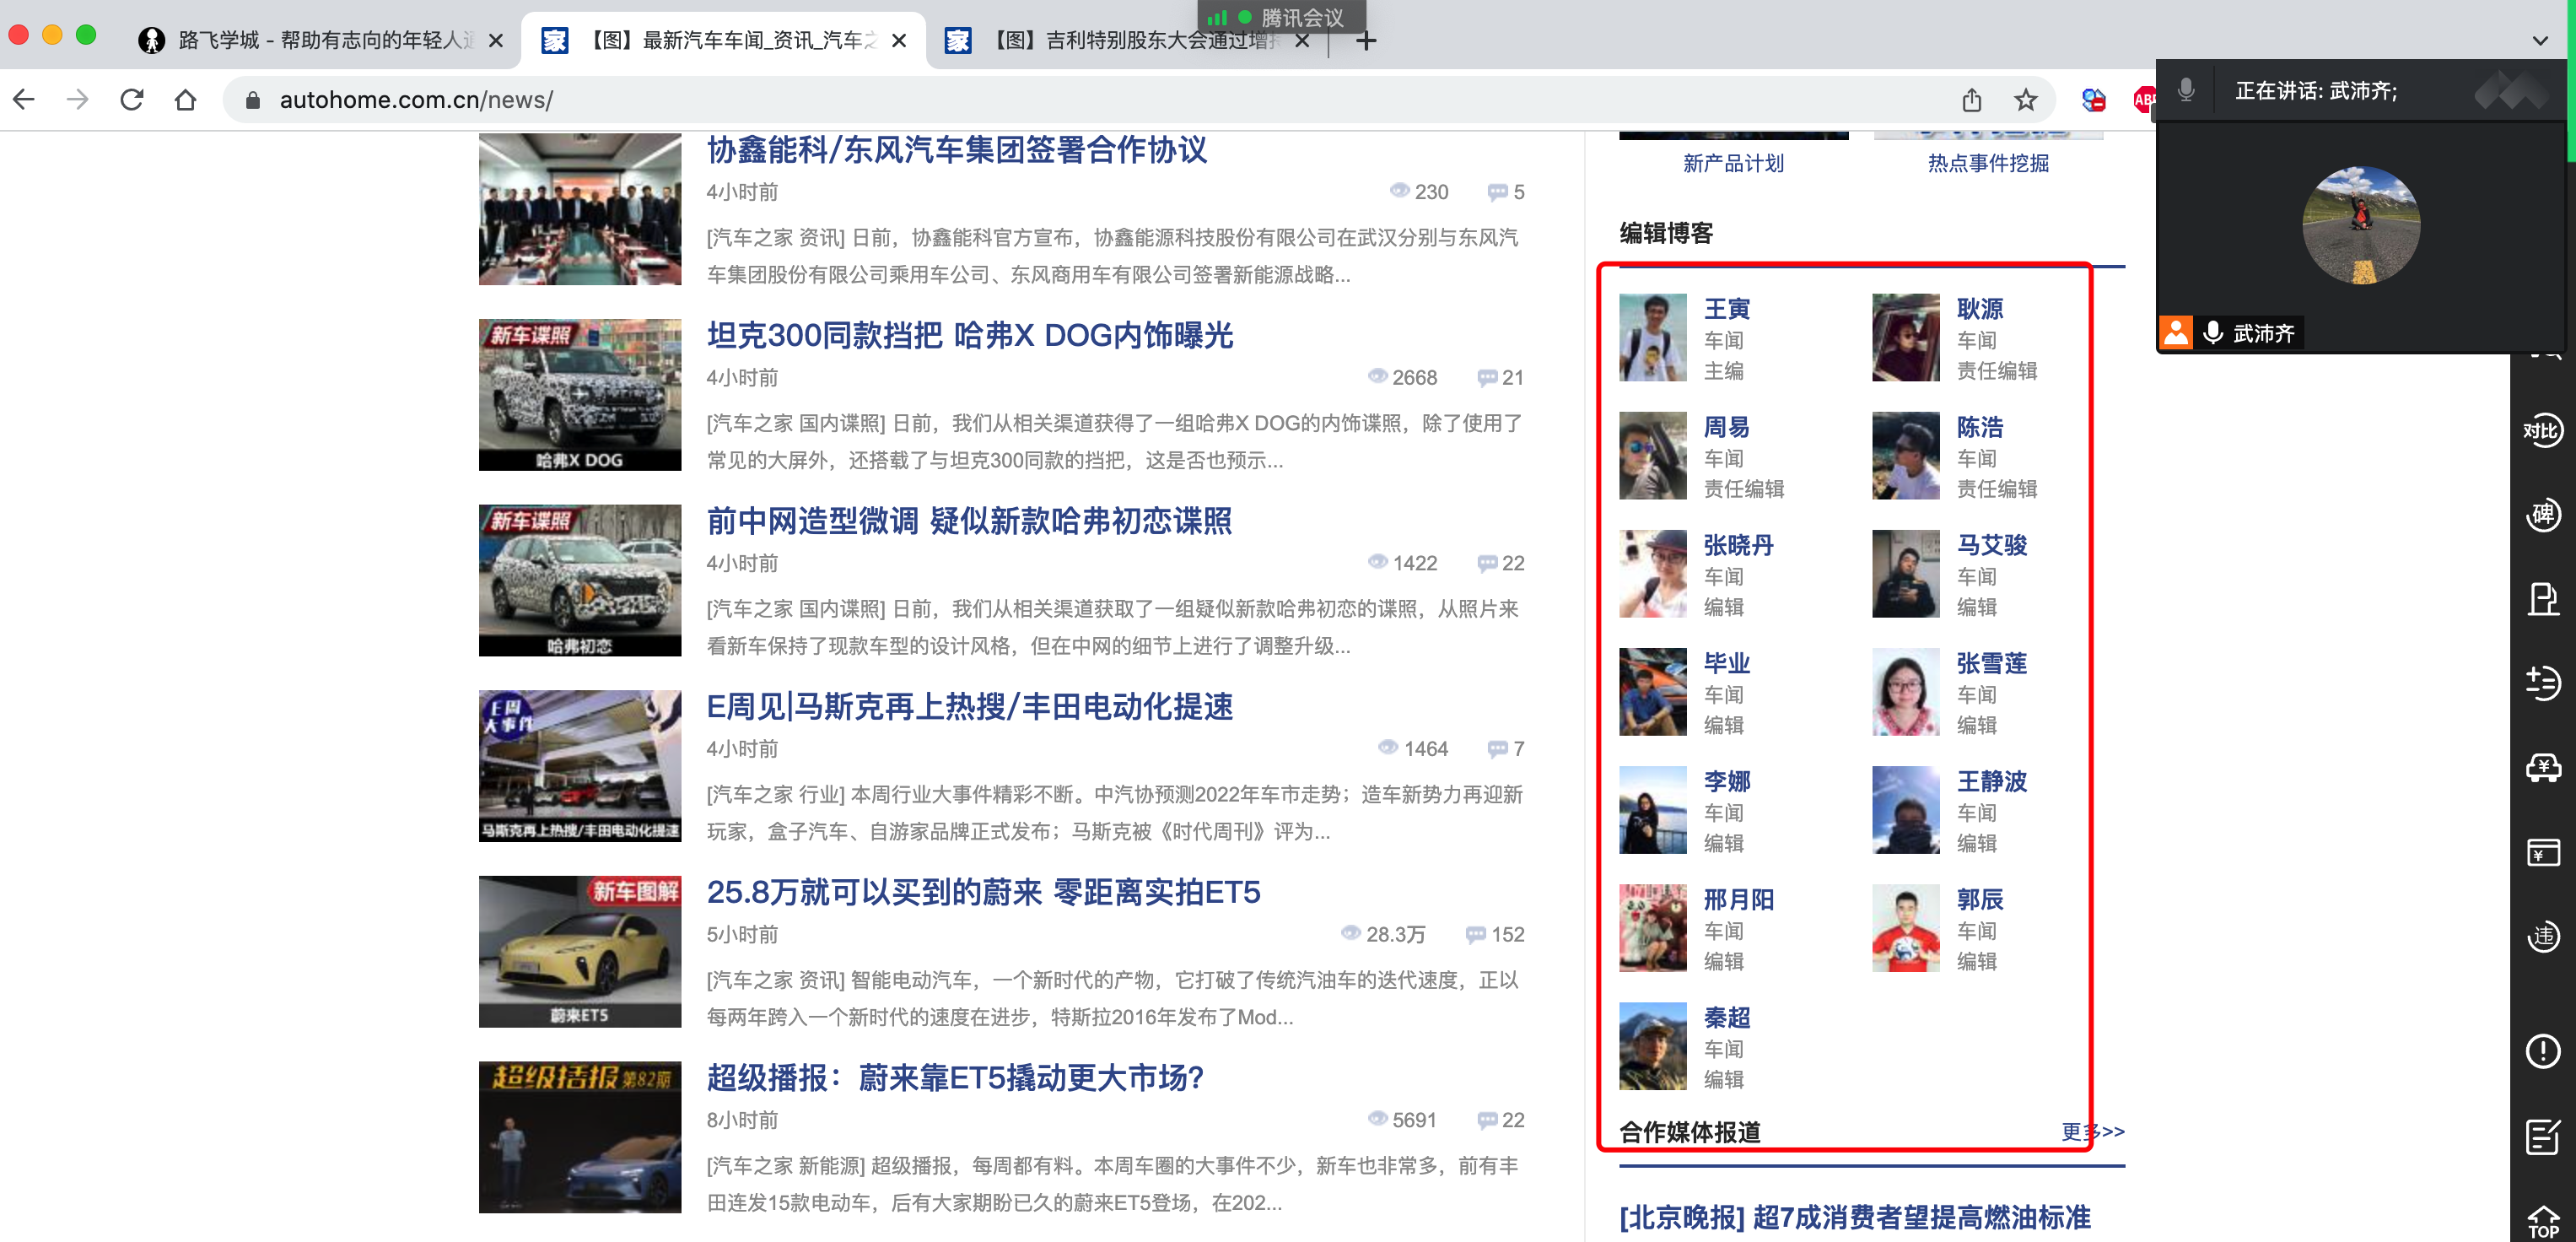 腾讯会议
路飞学城 - 帮助有志向的年轻人
【图】最新汽车车闻_资讯_汽车
【图】吉利特别股东大会通过增
autohome.com.cn/news/
ABP
正在讲话: 武沛齐;
武沛齐
协鑫能科/东风汽车集团签署合作协议
4小时前
230
5
[汽车之家 资讯] 日前，协鑫能科官方宣布，协鑫能源科技股份有限公司在武汉分别与东风汽
车集团股份有限公司乘用车公司、东风商用车有限公司签署新能源战略...
新车谍照
哈弗X DOG
坦克300同款挡把 哈弗X DOG内饰曝光
4小时前
2668
21
[汽车之家 国内谍照] 日前，我们从相关渠道获得了一组哈弗X DOG的内饰谍照，除了使用了
常见的大屏外，还搭载了与坦克300同款的挡把，这是否也预示...
新车谍照
哈弗初恋
前中网造型微调 疑似新款哈弗初恋谍照
4小时前
1422
22
[汽车之家 国内谍照] 日前，我们从相关渠道获取了一组疑似新款哈弗初恋的谍照，从照片来
看新车保持了现款车型的设计风格，但在中网的细节上进行了调整升级...
E周
大事件
马斯克再上热搜/丰田电动化提速
E周见|马斯克再上热搜/丰田电动化提速
4小时前
1464
7
[汽车之家 行业] 本周行业大事件精彩不断。中汽协预测2022年车市走势；造车新势力再迎新
玩家，盒子汽车、自游家品牌正式发布；马斯克被《时代周刊》评为...
新车图解
蔚来ET5
25.8万就可以买到的蔚来 零距离实拍ET5
5小时前
28.3万
152
[汽车之家 资讯] 智能电动汽车，一个新时代的产物，它打破了传统汽油车的迭代速度，正以
每两年跨入一个新时代的速度在进步，特斯拉2016年发布了Mod...
超级播报 第82期
超级播报：蔚来靠ET5撬动更大市场?
8小时前
5691
22
[汽车之家 新能源] 超级播报，每周都有料。本周车圈的大事件不少，新车也非常多，前有丰
田连发15款电动车，后有大家期盼已久的蔚来ET5登场，在202...
新产品计划
热点事件挖掘
编辑博客
王寅
车闻
主编
耿源
车闻
责任编辑
周易
车闻
责任编辑
陈浩
车闻
责任编辑
张晓丹
车闻
编辑
马艾骏
车闻
编辑
毕业
车闻
编辑
张雪莲
车闻
编辑
李娜
车闻
编辑
王静波
车闻
编辑
邢月阳
车闻
编辑
郭辰
车闻
编辑
秦超
车闻
编辑
合作媒体报道
更多>>
[北京晚报] 超7成消费者望提高燃油标准
对比
碑
违
TOP